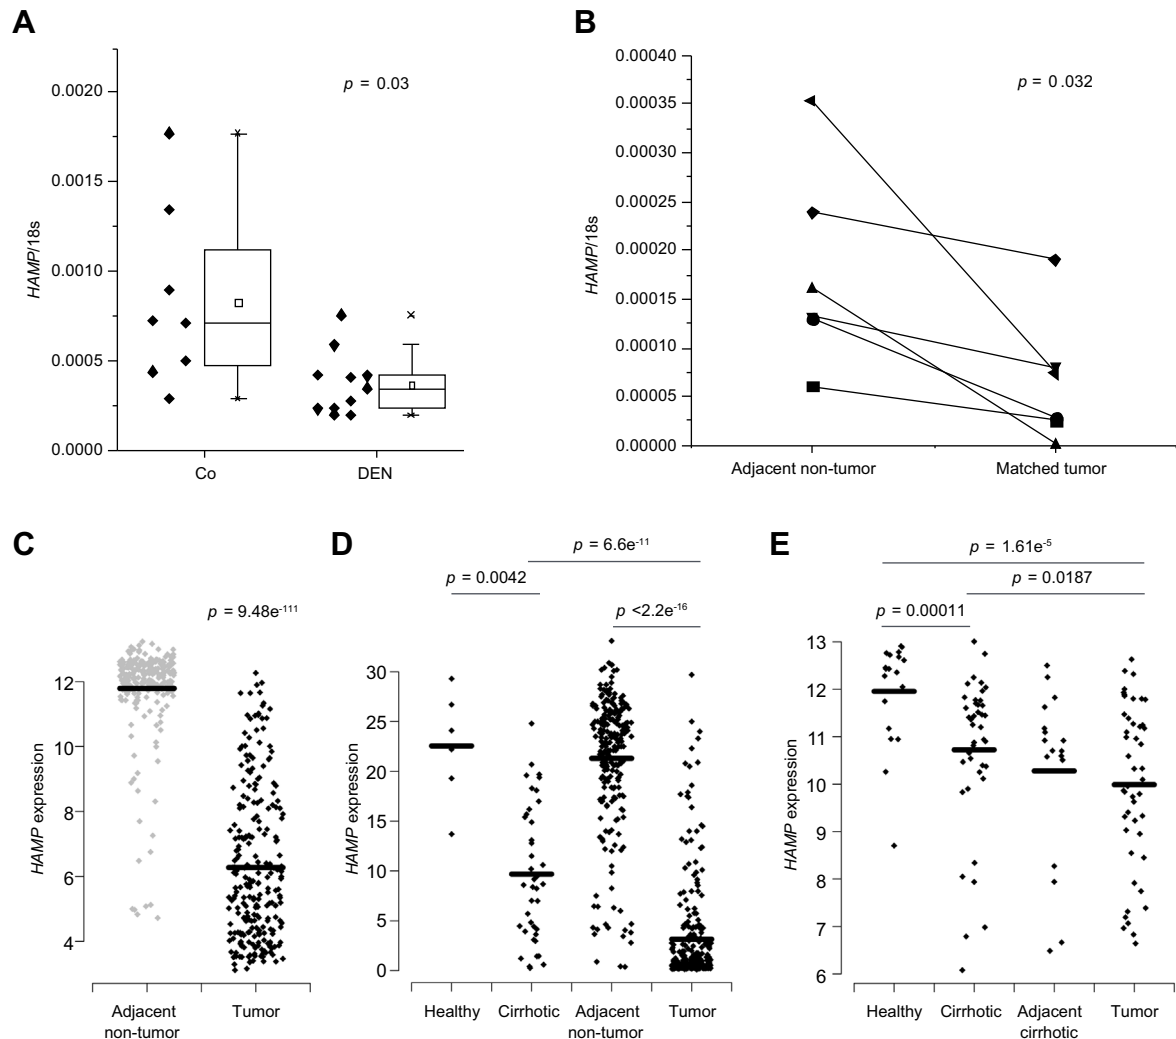 A
p = 0.03
0.0020
0.0015
0.0010
0.0005
0.0000
HAMP/18s
Co
DEN
B
p = 0.032
0.00040
0.00035
0.00030
0.00025
0.00020
0.00015
0.00010
0.00005
0.00000
HAMP/18s
Adjacent non-tumor
Matched tumor
C
p = 9.48e-111
12
10
8
6
4
HAMP expression
Adjacent
non-tumor
Tumor
D
p = 6.6e-11
p = 0.0042
p <2.2e-16
30
25
20
15
10
5
0
HAMP expression
Healthy
Cirrhotic
Adjacent
non-tumor
Tumor
E
p = 1.61e-5
p = 0.0187
p = 0.00011
13
12
11
10
9
8
7
6
HAMP expression
Healthy
Cirrhotic
Adjacent
cirrhotic
Tumor